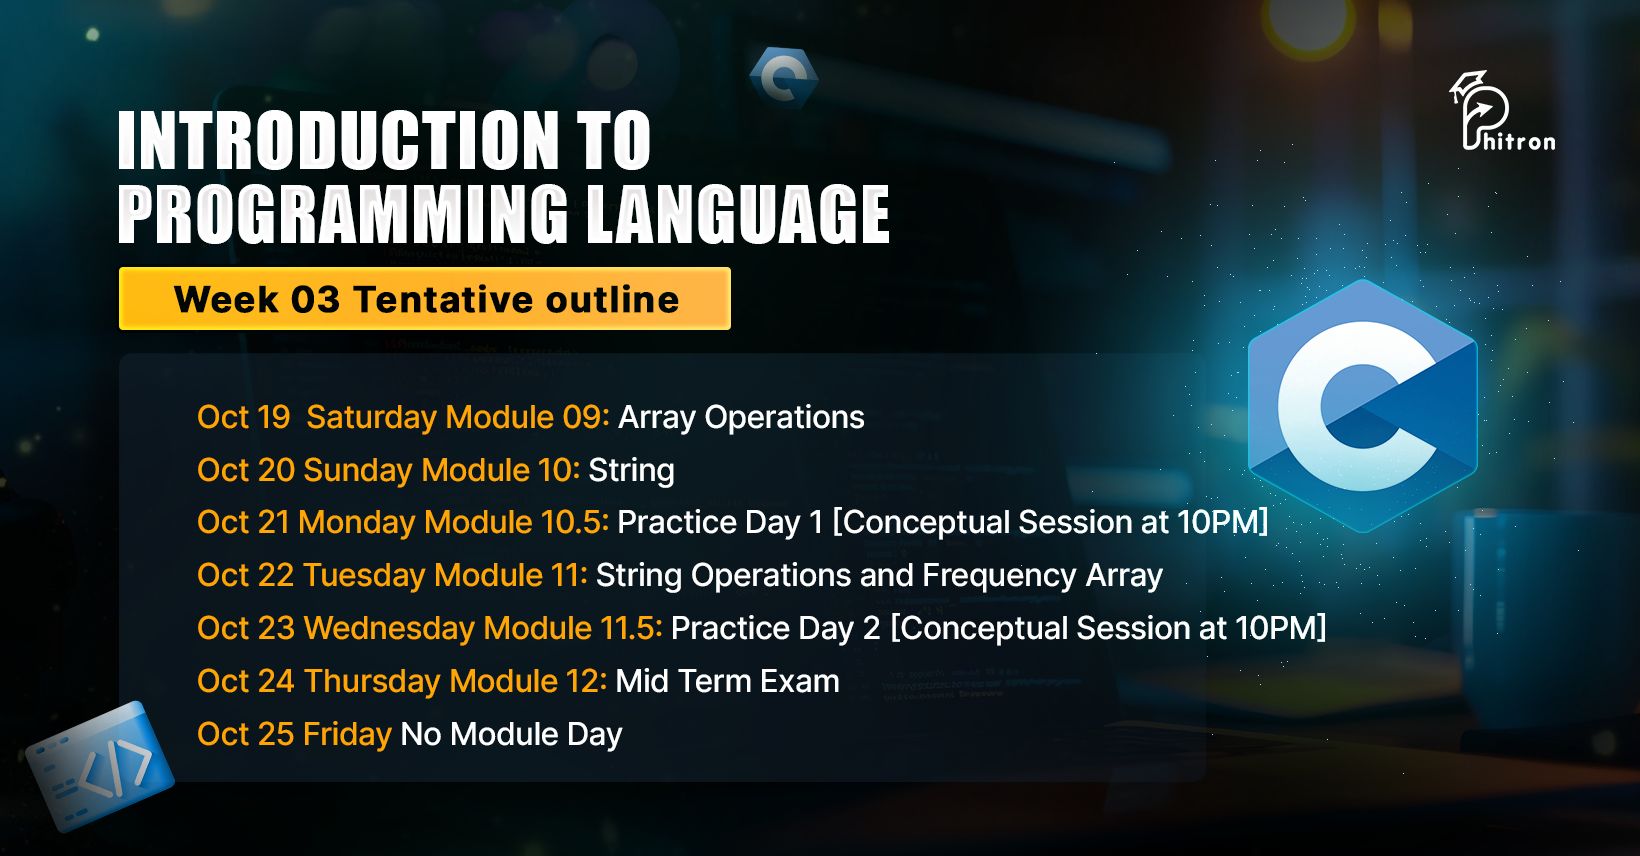 INTRODUCTION TO
PROGRAMMING LANGUAGE
Phitron
Week 03 Tentative outline
Oct 19 Saturday Module 09: Array Operations
Oct 20 Sunday Module 10: String
Oct 21 Monday Module 10.5: Practice Day 1 [Conceptual Session at 10PM]
Oct 22 Tuesday Module 11: String Operations and Frequency Array
Oct 23 Wednesday Module 11.5: Practice Day 2 [Conceptual Session at 10PM]
Oct 24 Thursday Module 12: Mid Term Exam
Oct 25 Friday No Module Day
C
C
</>